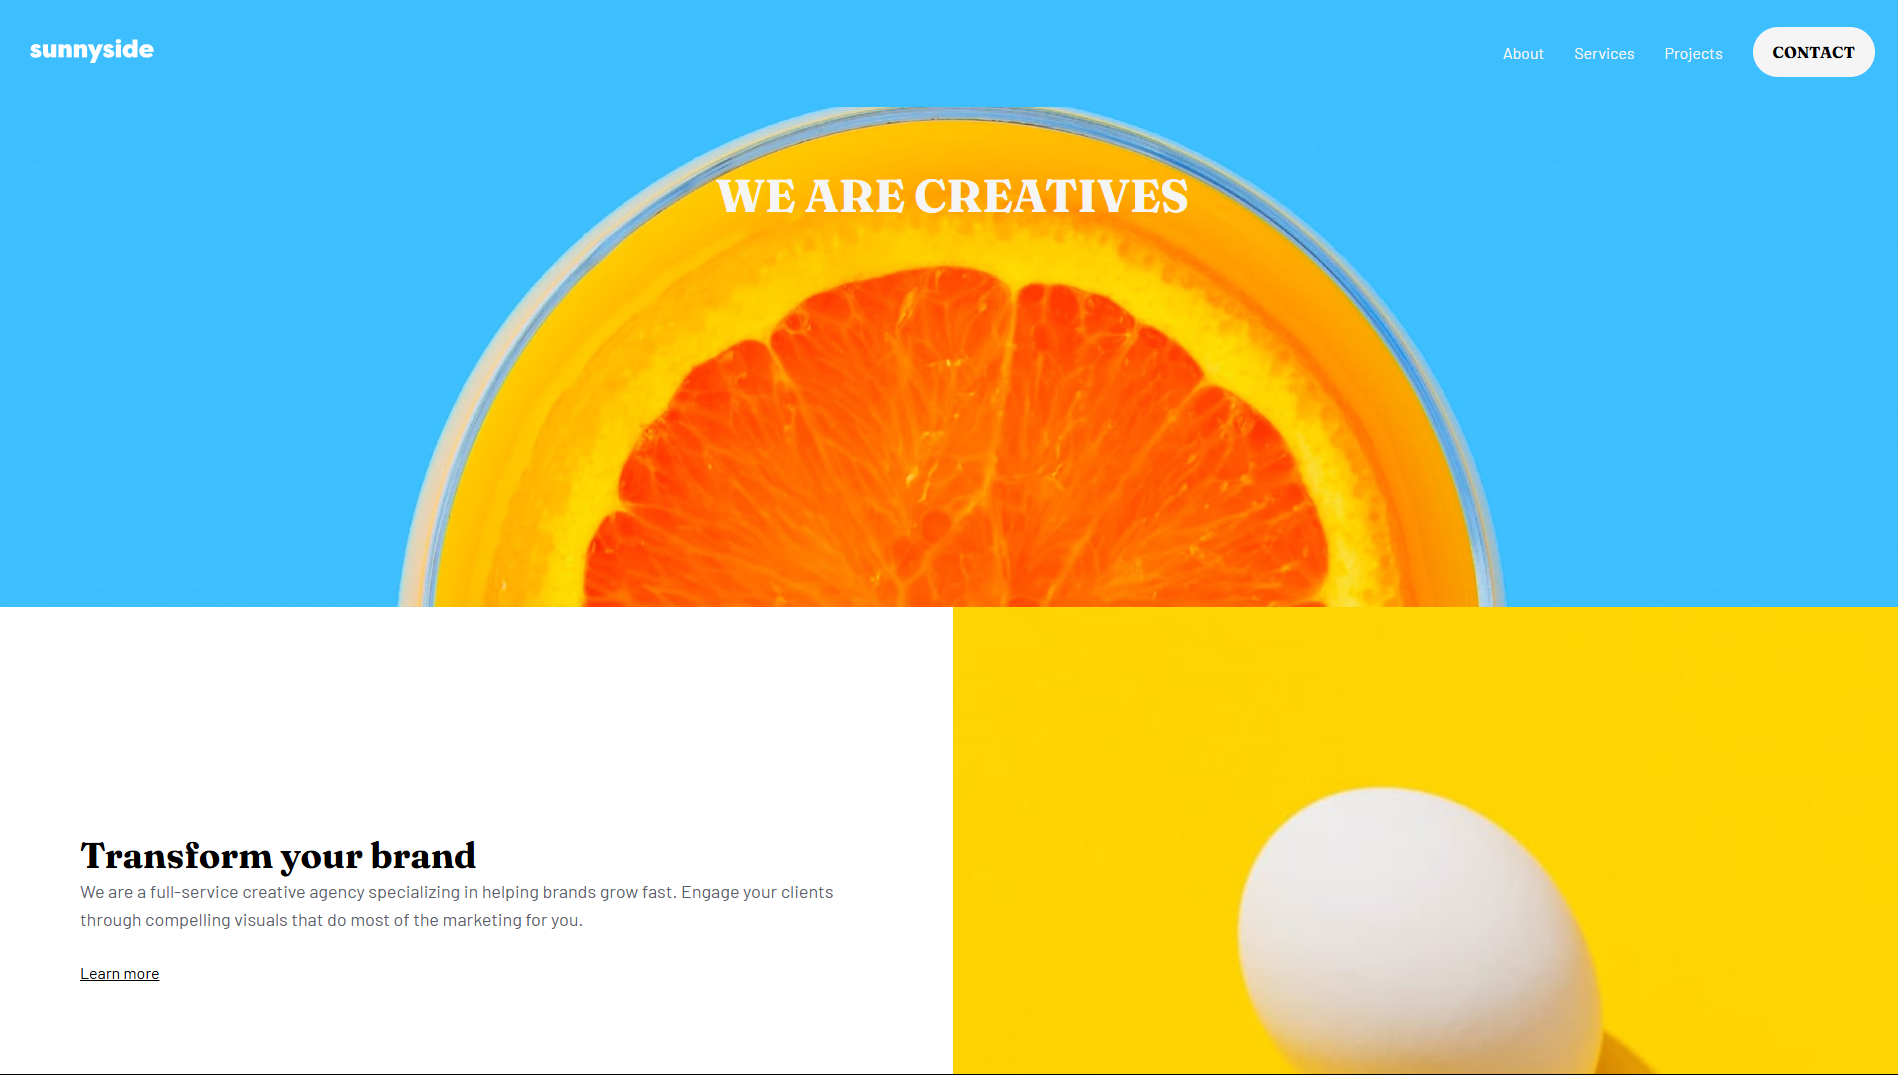 sunnyside
About
Services
Projects
CONTACT
WE ARE CREATIVES
Transform your brand
We are a full-service creative agency specializing in helping brands grow fast. Engage your clients
through compelling visuals that do most of the marketing for you.
Learn more